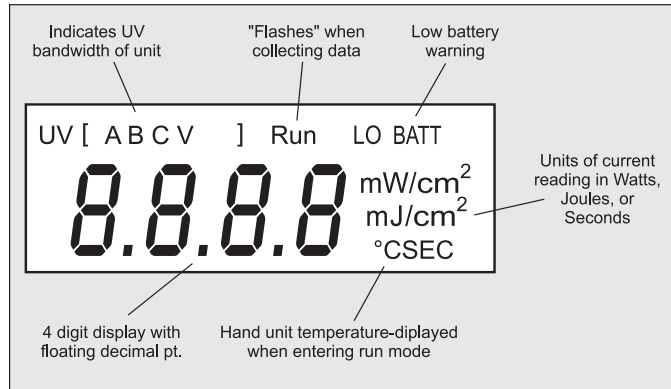 Indicates UV
bandwidth of unit
"Flashes" when
collecting data
Low battery
warning
UV [ A B C V ] Run LO BATT
8.8.8.8
mW/cm²
mJ/cm²
°CSEC
Units of current
reading in Watts,
Joules, or
Seconds
4 digit display with
floating decimal pt.
Hand unit temperature-diplayed
when entering run mode